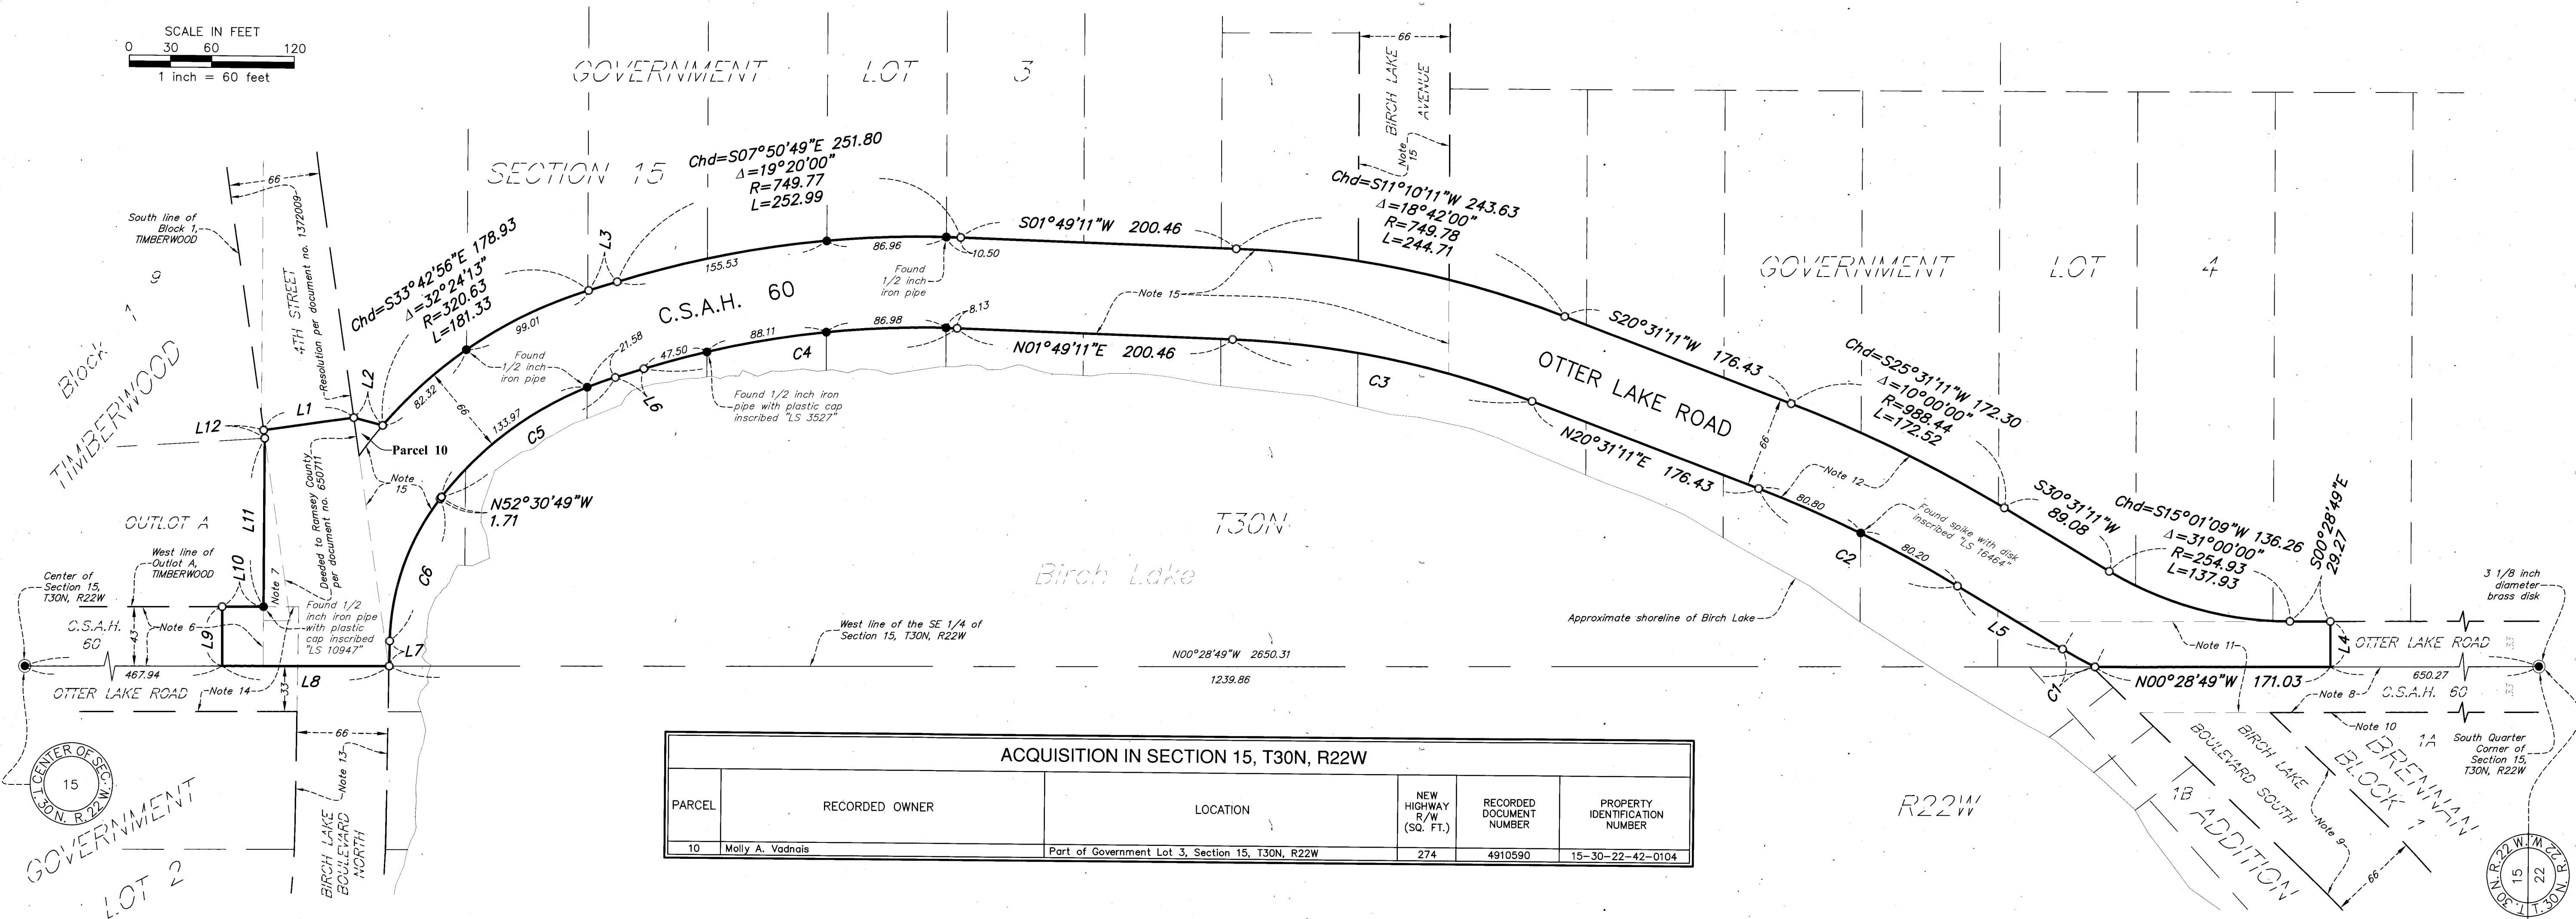 SCALE IN FEET
0 30 60 120
1 inch = 60 feet
GOVERNMENT LOT 3
SECTION 15
66
BIRCH LAKE
AVENUE
Note
15
66
South line of
Block 1,
TIMBERWOOD
4TH STREET
Resolution per document no. 1372009
9
1
Block
TIMBERWOOD
Chd=S33°42'56"E 178.93
Δ=32°24'13"
R=320.63
L=181.33
Chd=S07°50'49"E 251.80
Δ=19°20'00"
R=749.77
L=252.99
L3
155.53
86.96
10.50
S01°49'11"W 200.46
Chd=S11°10'11"W 243.63
Δ=18°42'00"
R=749.78
L=244.71
GOVERNMENT LOT 4
S20°31'11"W 176.43
Chd=S25°31'11"W 172.30
Δ=10°00'00"
R=988.44
L=172.52
S30°31'11"W
89.08
Chd=S15°01'09"W 136.26
Δ=31°00'00"
R=254.93
L=137.93
S00°28'49"E
29.27
C.S.A.H. 60
Found
1/2 inch
iron pipe
Note 15
99.01
82.32
66
Found
1/2 inch
iron pipe
21.58
47.50
88.11
86.98
8.13
C4
N01°49'11"E 200.46
C3
OTTER LAKE ROAD
66
N20°31'11"E 176.43
Note 12
80.80
Found spike with disk
inscribed "LS 16464"
C2
80.20
L5
L1
L2
L12
Parcel 10
133.97
C5
L6
Found 1/2 inch iron
pipe with plastic cap
inscribed "LS 3527"
Deeded to Ramsey County
per document no. 650711
Note
15
N52°30'49"W
1.71
C6
OUTLOT A
L11
L10
West line of
Outlot A,
TIMBERWOOD
Note 7
Center of
Section 15,
T30N, R22W
C.S.A.H.
60
43
Note 6
L9
Found 1/2
inch iron pipe
with plastic
cap inscribed
"LS 10947"
L7
467.94
L8
OTTER LAKE ROAD
Note 14
33
T30N
Birch Lake
West line of the SE 1/4 of
Section 15, T30N, R22W
N00°28'49"W 2650.31
1239.86
Approximate shoreline of Birch Lake
Note 11
L4
OTTER LAKE ROAD
33
3 1/8 inch
diameter
brass disk
C1
N00°28'49"W 171.03
Note 8
650.27
C.S.A.H. 60
33
Note 10
South Quarter
Corner of
Section 15,
T30N, R22W
CENTER OF SEC.
15
T.30N. R.22W.
GOVERNMENT
LOT 2
66
Note 13
BIRCH LAKE
BOULEVARD
NORTH
ACQUISITION IN SECTION 15, T30N, R22W
PARCEL
RECORDED OWNER
LOCATION
NEW
HIGHWAY
R/W
(SQ. FT.)
RECORDED
DOCUMENT
NUMBER
PROPERTY
IDENTIFICATION
NUMBER
10 Molly A. Vadnais Part of Government Lot 3, Section 15, T30N, R22W 274 4910590 15-30-22-42-0104
R22W
BIRCH LAKE
BOULEVARD SOUTH
1A
BRENNAN
BLOCK 1
1B
ADDITION
Note 9
66
T.30N. R.22W.
15
22
T.30N. R.22W.